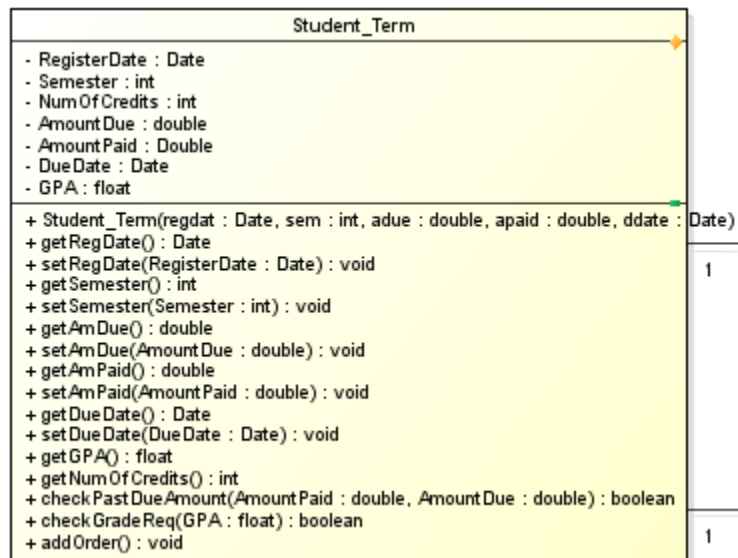 Student_Term
- RegisterDate : Date
- Semester : int
- NumOfCredits : int
- AmountDue : double
- AmountPaid : Double
- DueDate : Date
- GPA : float
+ Student_Term(regdat : Date, sem : int, adue : double, apaid : double, ddate : Date)
+ getRegDate() : Date
+ setRegDate(RegisterDate : Date) : void
1
+ getSemester() : int
+ setSemester(Semester : int) : void
+ getAmDue() : double
+ setAmDue(AmountDue : double) : void
+ getAmPaid() : double
+ setAmPaid(AmountPaid : double) : void
+ getDueDate() : Date
+ setDueDate(DueDate : Date) : void
+ getGPA() : float
+ getNumOfCredits() : int
+ checkPastDueAmount(AmountPaid : double, AmountDue : double) : boolean
+ checkGradeReq(GPA : float) : boolean
+ addOrder() : void
1